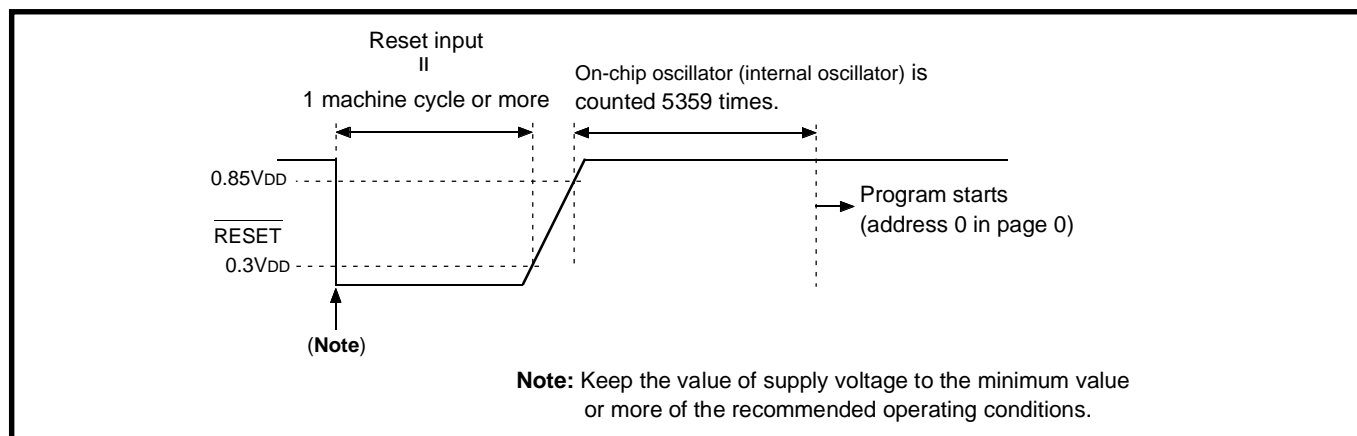 Reset input
=
1 machine cycle or more
On-chip oscillator (internal oscillator) is
counted 5359 times.
0.85VDD
RESET
0.3VDD
Program starts
(address 0 in page 0)
(Note)
Note: Keep the value of supply voltage to the minimum value
or more of the recommended operating conditions.